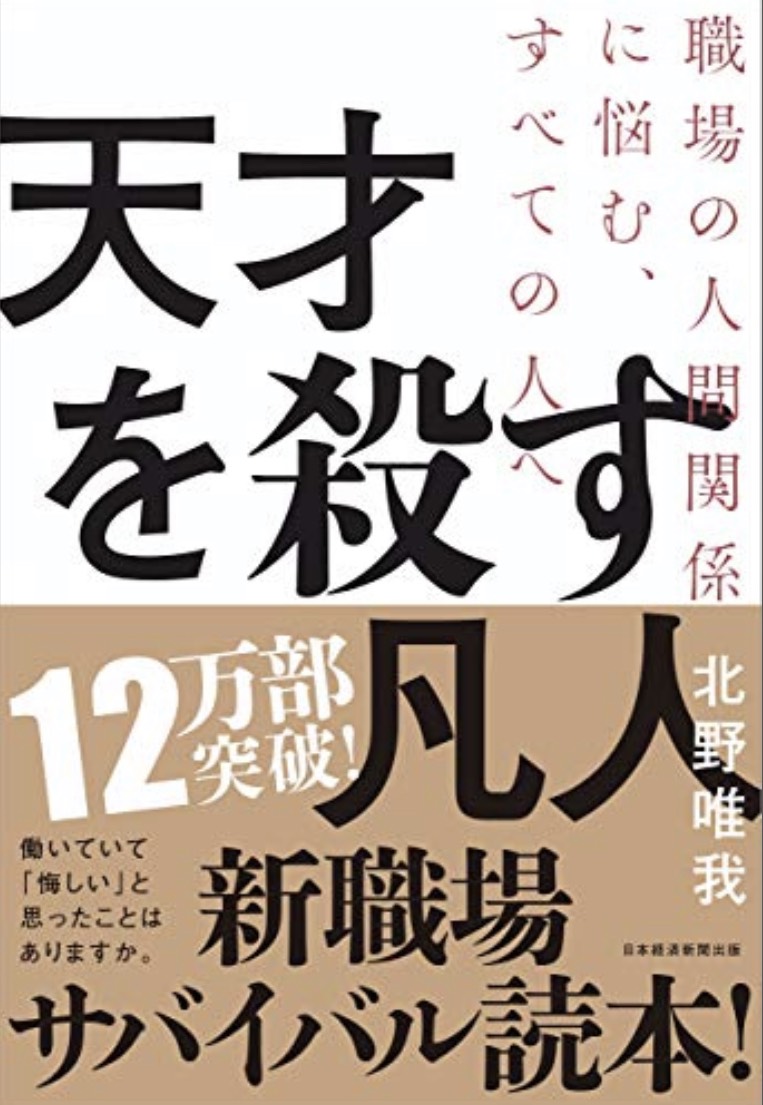 職場の人間関係
に悩む、
すべての人へ
天才
を殺す
凡人
北野唯我
12万部
突破!
働いていて
「悔しい」と
思ったことは
ありますか。
新職場
サバイバル読本!
日本経済新聞出版